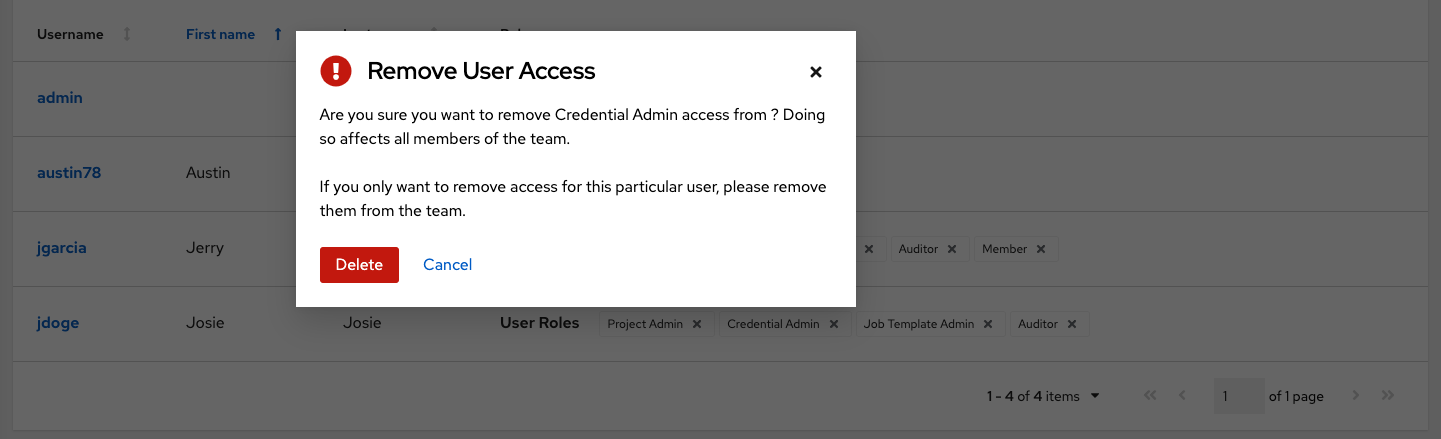 Username First name
Remove User Access
admin
Are you sure you want to remove Credential Admin access from ? Doing
so affects all members of the team.
austin78 Austin
If you only want to remove access for this particular user, please remove
them from the team.
jgarcia Jerry Auditor Member
Delete Cancel
jdoge Josie Josie User Roles Project Admin Credential Admin Job Template Admin Auditor
1 - 4 of 4 items 1 of 1 page